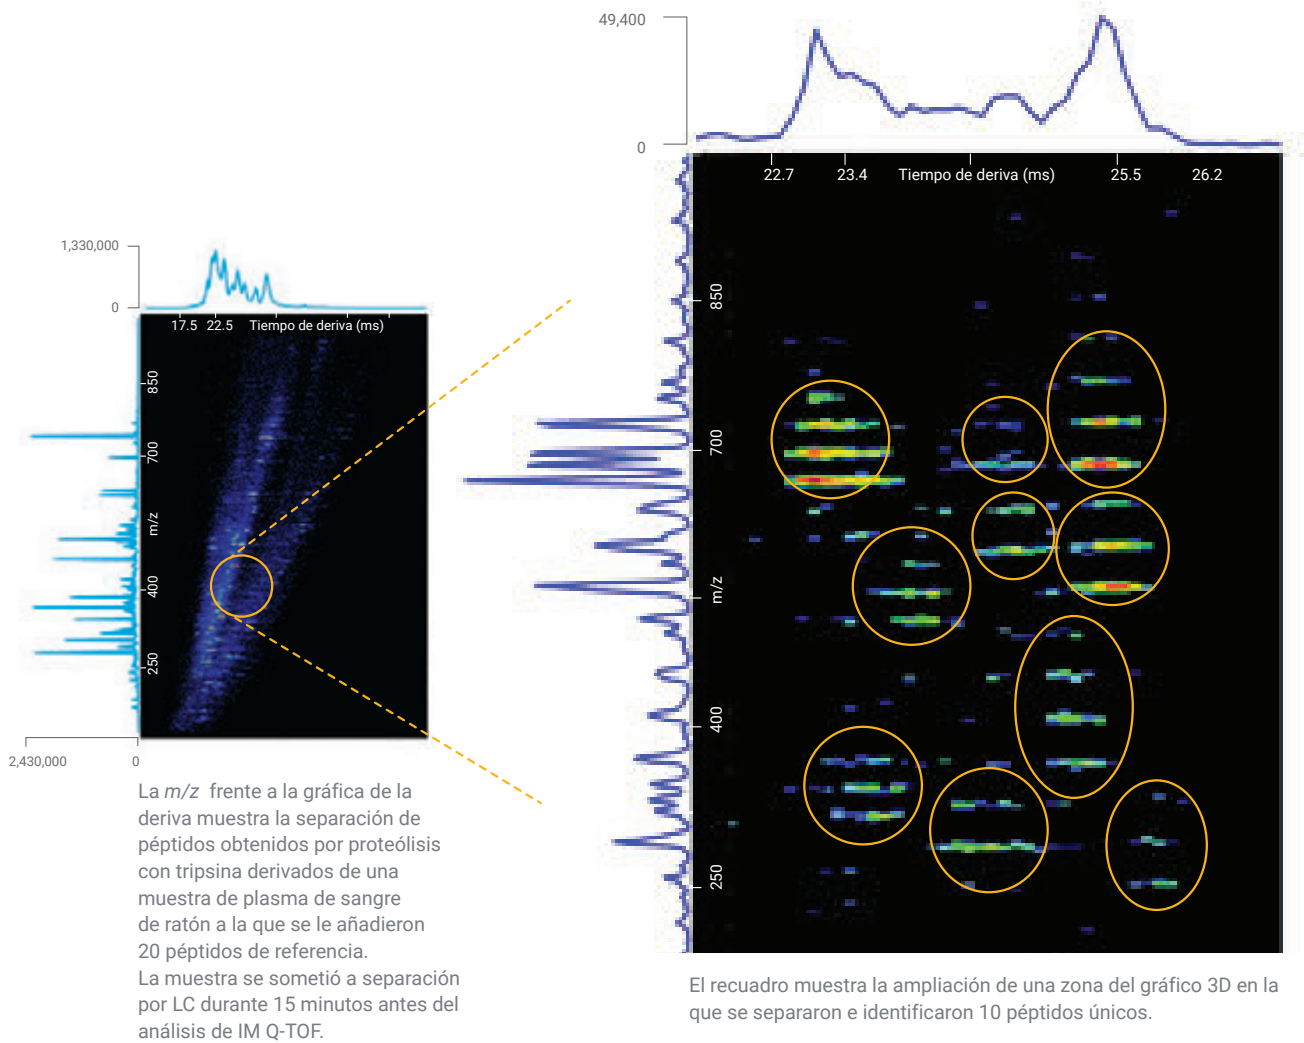 49,400
0
22.7 23.4 Tiempo de deriva (ms) 25.5 26.2
850
700
m/z
400
250
1,330,000
0
17.5 22.5 Tiempo de deriva (ms)
850
700
m/z
400
250
2,430,000 0
La m/z frente a la gráfica de la
deriva muestra la separación de
péptidos obtenidos por proteólisis
con tripsina derivados de una
muestra de plasma de sangre
de ratón a la que se le añadieron
20 péptidos de referencia.
La muestra se sometió a separación
por LC durante 15 minutos antes del
análisis de IM Q-TOF.
El recuadro muestra la ampliación de una zona del gráfico 3D en la
que se separaron e identificaron 10 péptidos únicos.